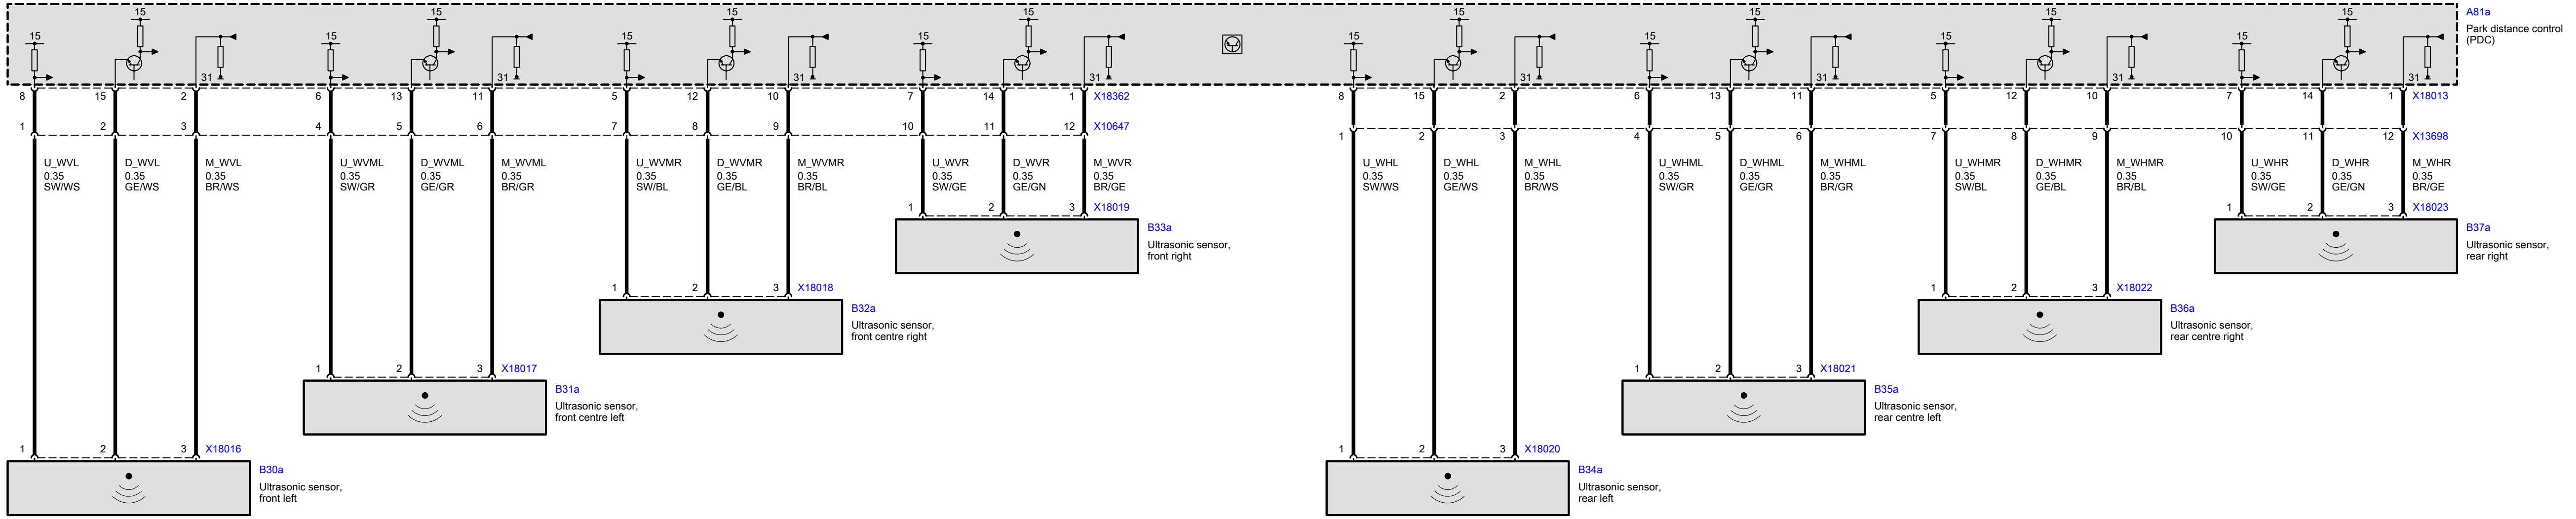 15 15 15 15 15 15 15 15
A81a
Park distance control
(PDC)
15 15 15 15 15 15 15 15
31 31 31 31 31 31 31 31
8 15 2 6 13 11 5 12 10 7 14 1 X18362
8 15 2 6 13 11 5 12 10 7 14 1 X18013
1 2 3 4 5 6 7 8 9 10 11 12 X10647
1 2 3 4 5 6 7 8 9 10 11 12 X13698
U_WVL D_WVL M_WVL U_WVML D_WVML M_WVML U_WVMR D_WVMR M_WVMR U_WVR D_WVR M_WVR U_WHL D_WHL M_WHL U_WHML D_WHML M_WHML U_WHMR D_WHMR M_WHMR U_WHR D_WHR M_WHR
0.35 0.35 0.35 0.35 0.35 0.35 0.35 0.35 0.35 0.35 0.35 0.35 0.35 0.35 0.35 0.35 0.35 0.35 0.35 0.35 0.35 0.35 0.35 0.35
SW/WS GE/WS BR/WS SW/GR GE/GR BR/GR SW/BL GE/BL BR/BL SW/GE GE/GN BR/GE SW/WS GE/WS BR/WS SW/GR GE/GR BR/GR SW/BL GE/BL BR/BL SW/GE GE/GN BR/GE
1 2 3 X18019
1 2 3 X18023
B33a
Ultrasonic sensor,
front right
B37a
Ultrasonic sensor,
rear right
1 2 3 X18018
1 2 3 X18022
B32a
Ultrasonic sensor,
front centre right
B36a
Ultrasonic sensor,
rear centre right
1 2 3 X18017
1 2 3 X18021
B31a
Ultrasonic sensor,
front centre left
B35a
Ultrasonic sensor,
rear centre left
1 2 3 X18016
1 2 3 X18020
B30a
Ultrasonic sensor,
front left
B34a
Ultrasonic sensor,
rear left